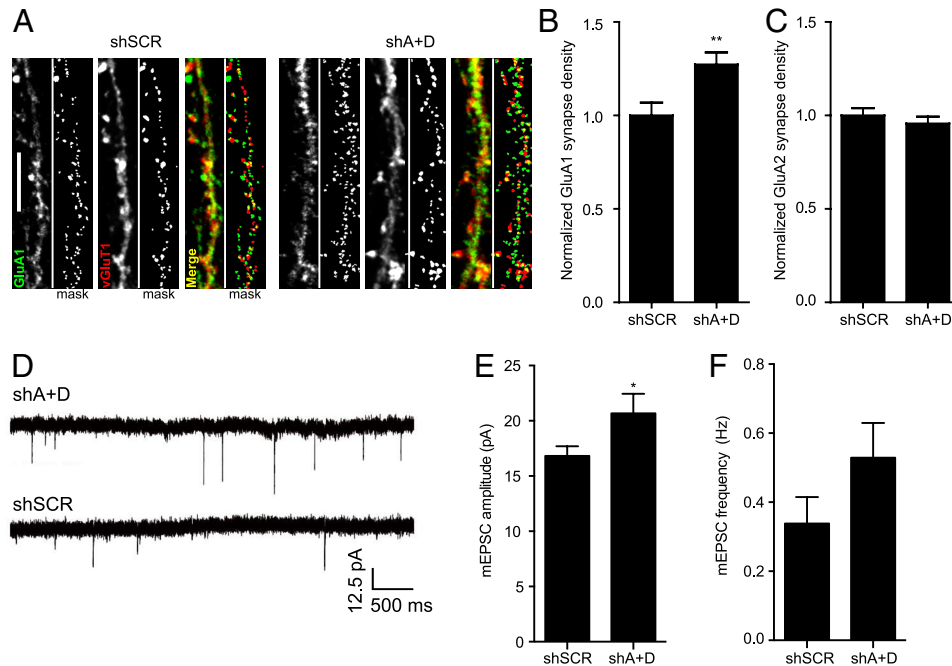 A
shSCR
shA+D
GluA1
mask
vGluT1
mask
Merge
mask
B
Normalized GluA1 synapse density
1.5
1.0
0.5
0.0
**
shSCR
shA+D
C
Normalized GluA2 synapse density
1.5
1.0
0.5
0.0
shSCR
shA+D
D
shA+D
shSCR
12.5 pA
500 ms
E
mEPSC amplitude (pA)
25
20
15
10
5
0
*
shSCR
shA+D
F
mEPSC frequency (Hz)
0.8
0.6
0.4
0.2
0.0
shSCR
shA+D